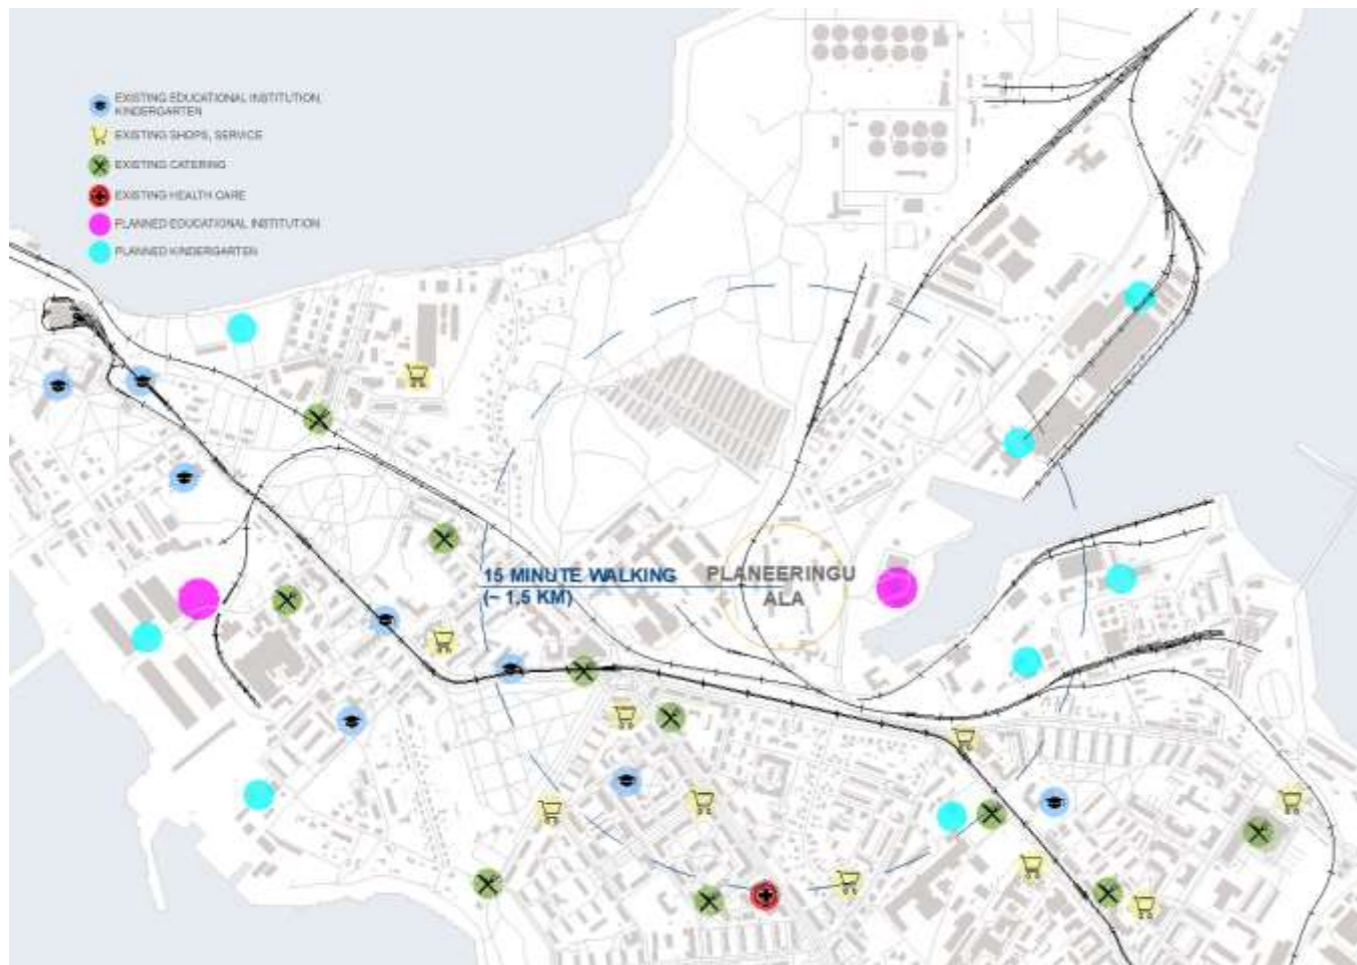 EXISTING EDUCATIONAL INSTITUTION,
KINDERGARTEN
EXISTING SHOPS, SERVICE
EXISTING CATERING
EXISTING HEALTH CARE
PLANNED EDUCATIONAL INSTITUTION
PLANNED KINDERGARTEN
15 MINUTE WALKING
(~ 1,5 KM)
PLANEERINGU
ALA